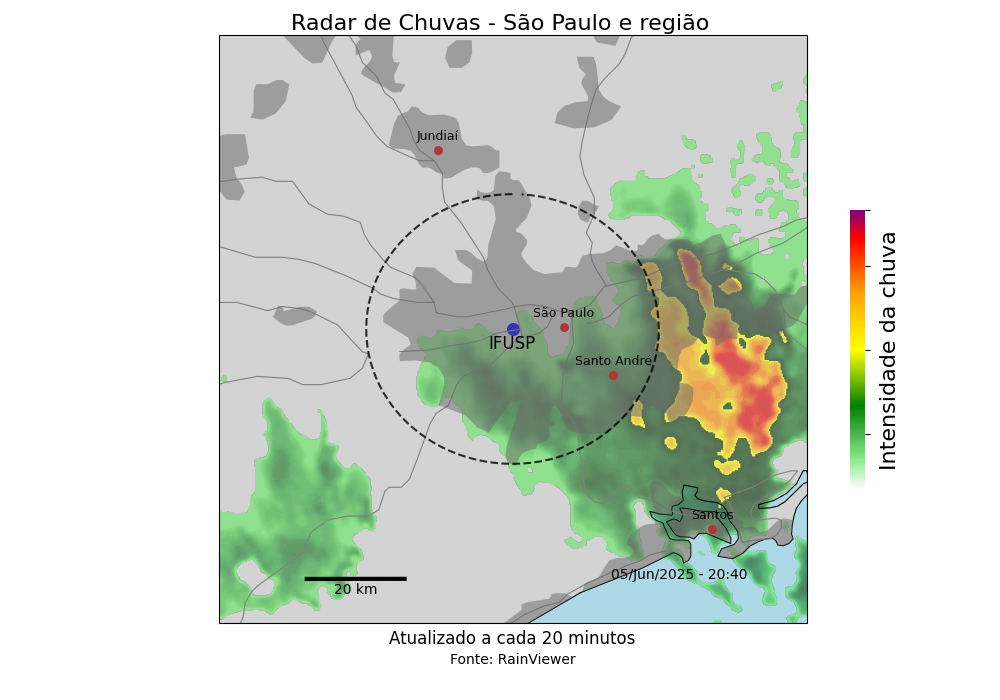 Radar de Chuvas - São Paulo e região
Jundiaí
São Paulo
IFUSP
Santo André
Santos
05/Jun/2025 - 20:40
20 km
Intensidade da chuva
Atualizado a cada 20 minutos
Fonte: RainViewer